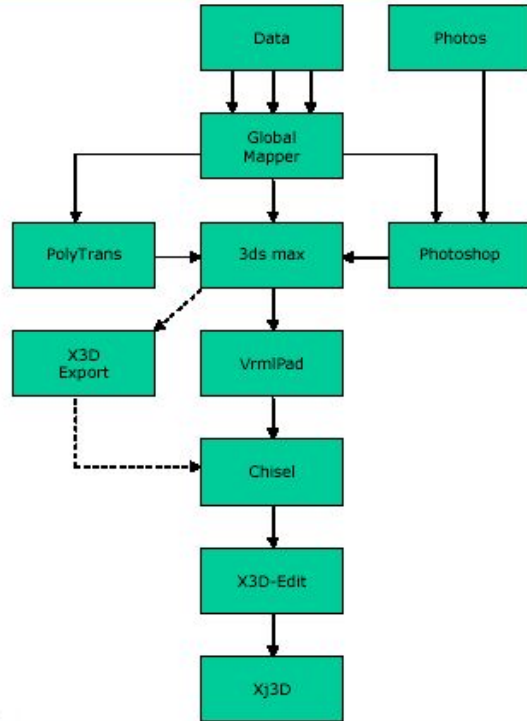 Data
Photos
Global
Mapper
PolyTrans
3ds max
Photoshop
X3D
Export
VrmlPad
Chisel
X3D-Edit
Xj3D